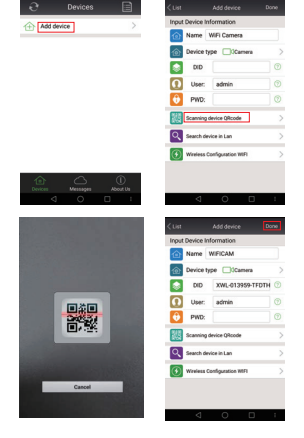 Devices
Add device
Devices
Messages
About Us
List
Add device
Done
Input Device Information
Name WiFi Camera
Device type Camera
DID
User: admin
PWD:
Scanning device QRcode
Search device in Lan
Wireless Configuration WIFI
Cancel
List
Add device
Done
Input Device Information
Name WIFICAM
Device type Camera
DID XWL-013959-TFDTH
User: admin
PWD:
Scanning device QRcode
Search device in Lan
Wireless Configuration WIFI